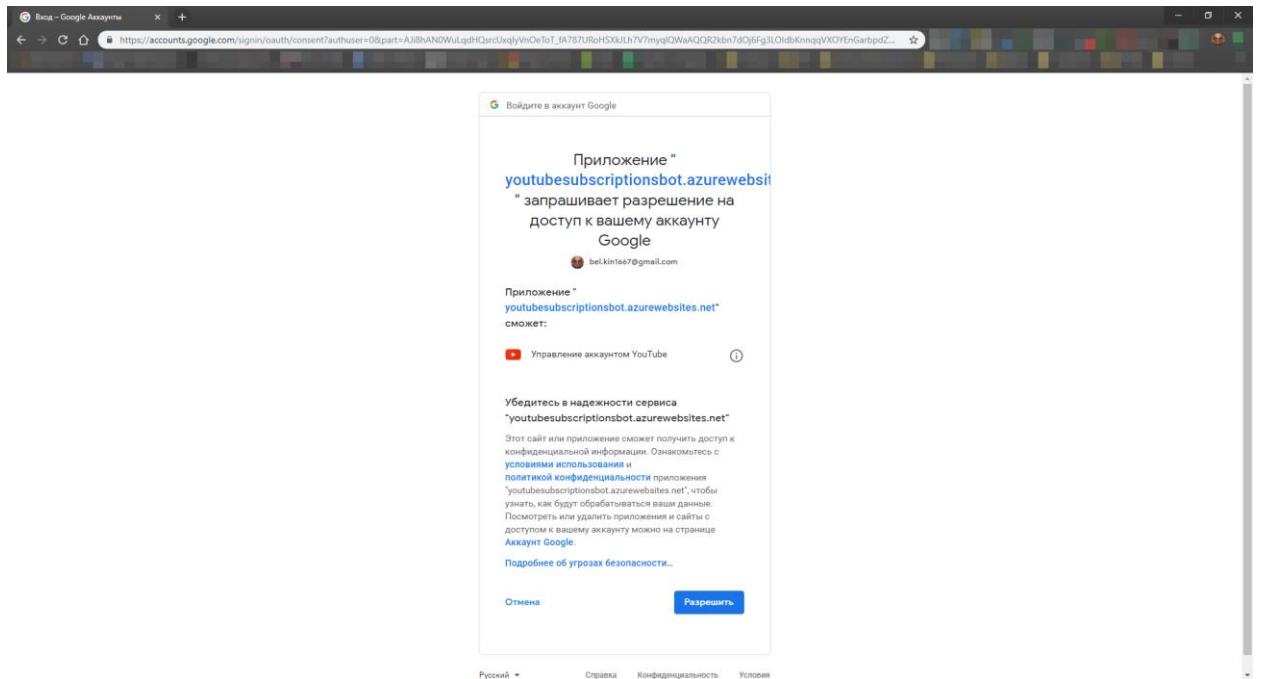 Вход – Google Аккаунты
https://accounts.google.com/signin/oauth/consent?authuser=0&part=
Войдите в аккаунт Google
Приложение "
youtubesubscriptionsbot.azurewebsit
" запрашивает разрешение на
доступ к вашему аккаунту
Google
bel.kin1667@gmail.com
Приложение "
youtubesubscriptionsbot.azurewebsites.net"
сможет:
Управление аккаунтом YouTube
Убедитесь в надежности сервиса
"youtubesubscriptionsbot.azurewebsites.net"
Этот сайт или приложение сможет получить доступ к
конфиденциальной информации. Ознакомьтесь с
условиями использования и
политикой конфиденциальности приложения
"youtubesubscriptionsbot.azurewebsites.net", чтобы
узнать, как будут обрабатываться ваши данные.
Посмотреть или удалить приложения и сайты с
доступом к вашему аккаунту можно на странице
Аккаунт Google.
Подробнее об угрозах безопасности...
Отмена Разрешить
Русский Справка Конфиденциальность Условия